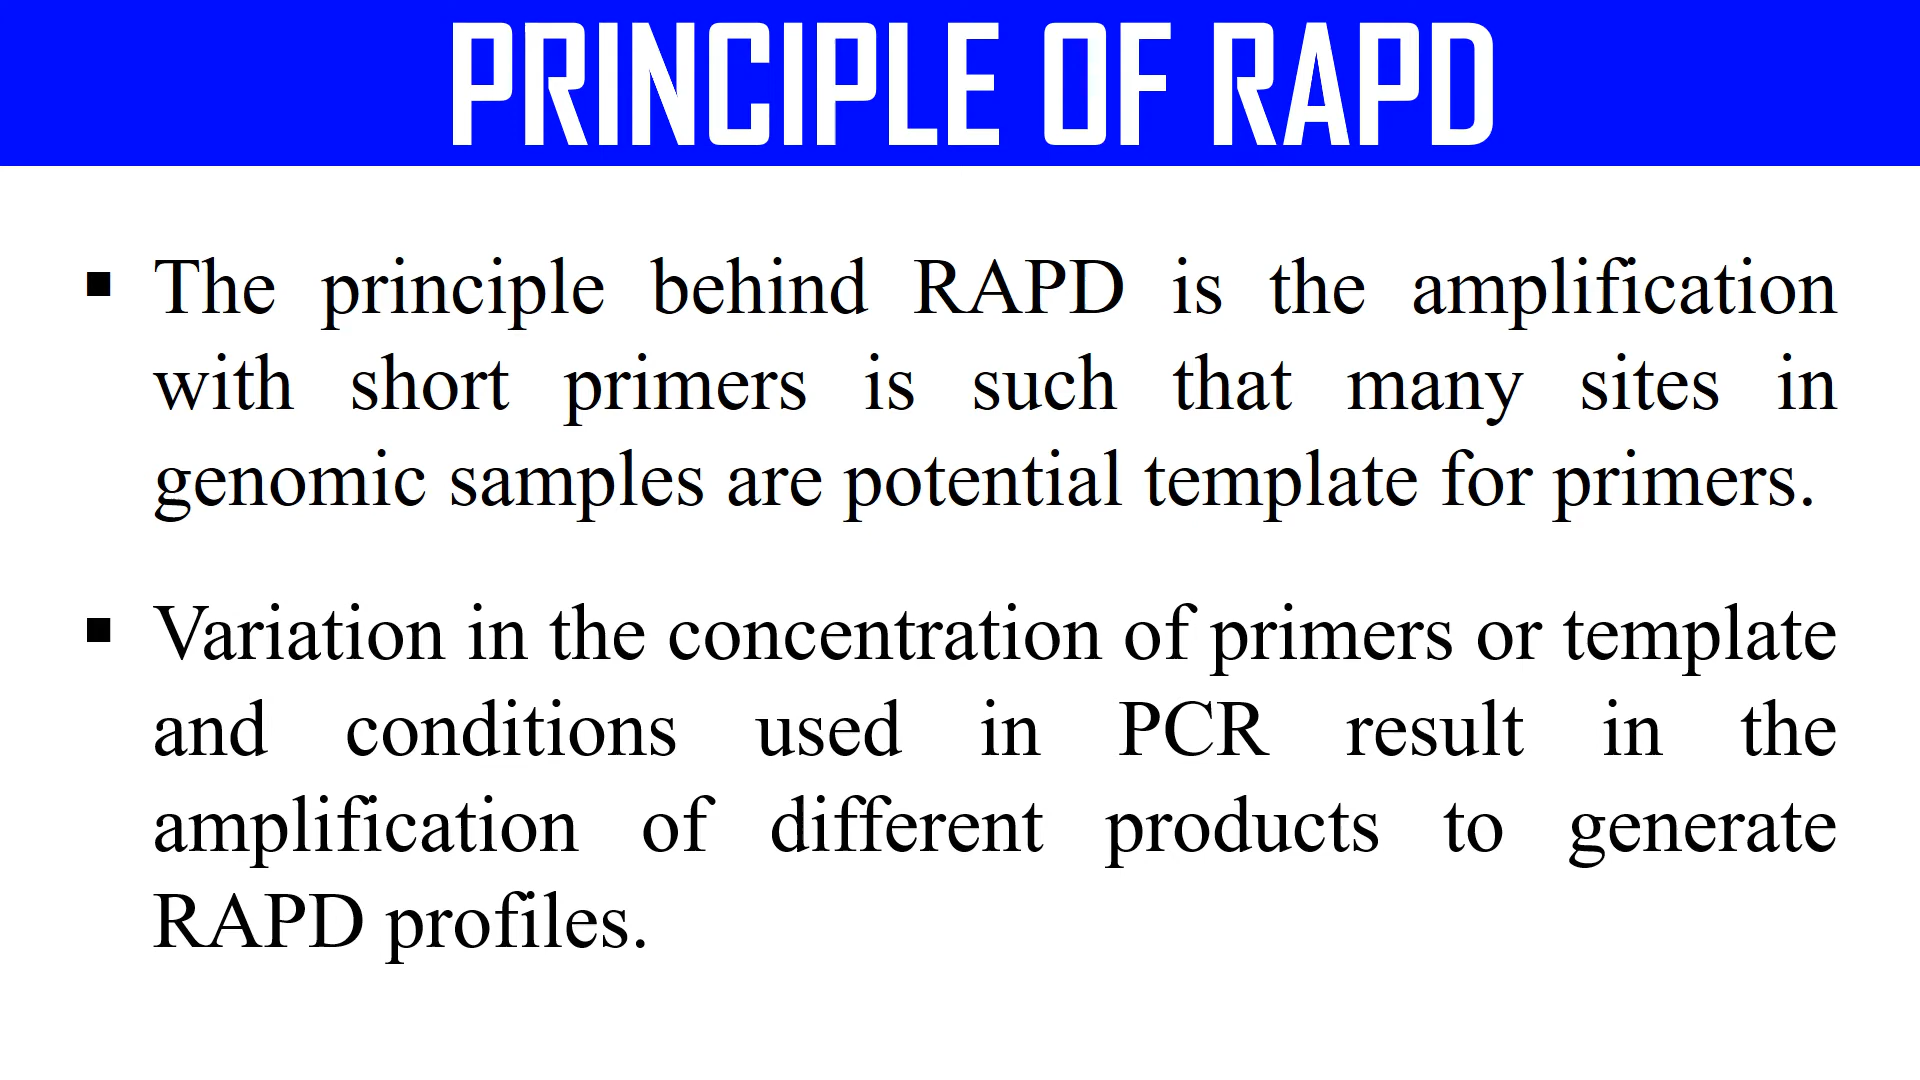 PRINCIPLE OF RAPD
▪ The principle behind RAPD is the amplification
with short primers is such that many sites in
genomic samples are potential template for primers.
▪ Variation in the concentration of primers or template
and conditions used in PCR result in the
amplification of different products to generate
RAPD profiles.